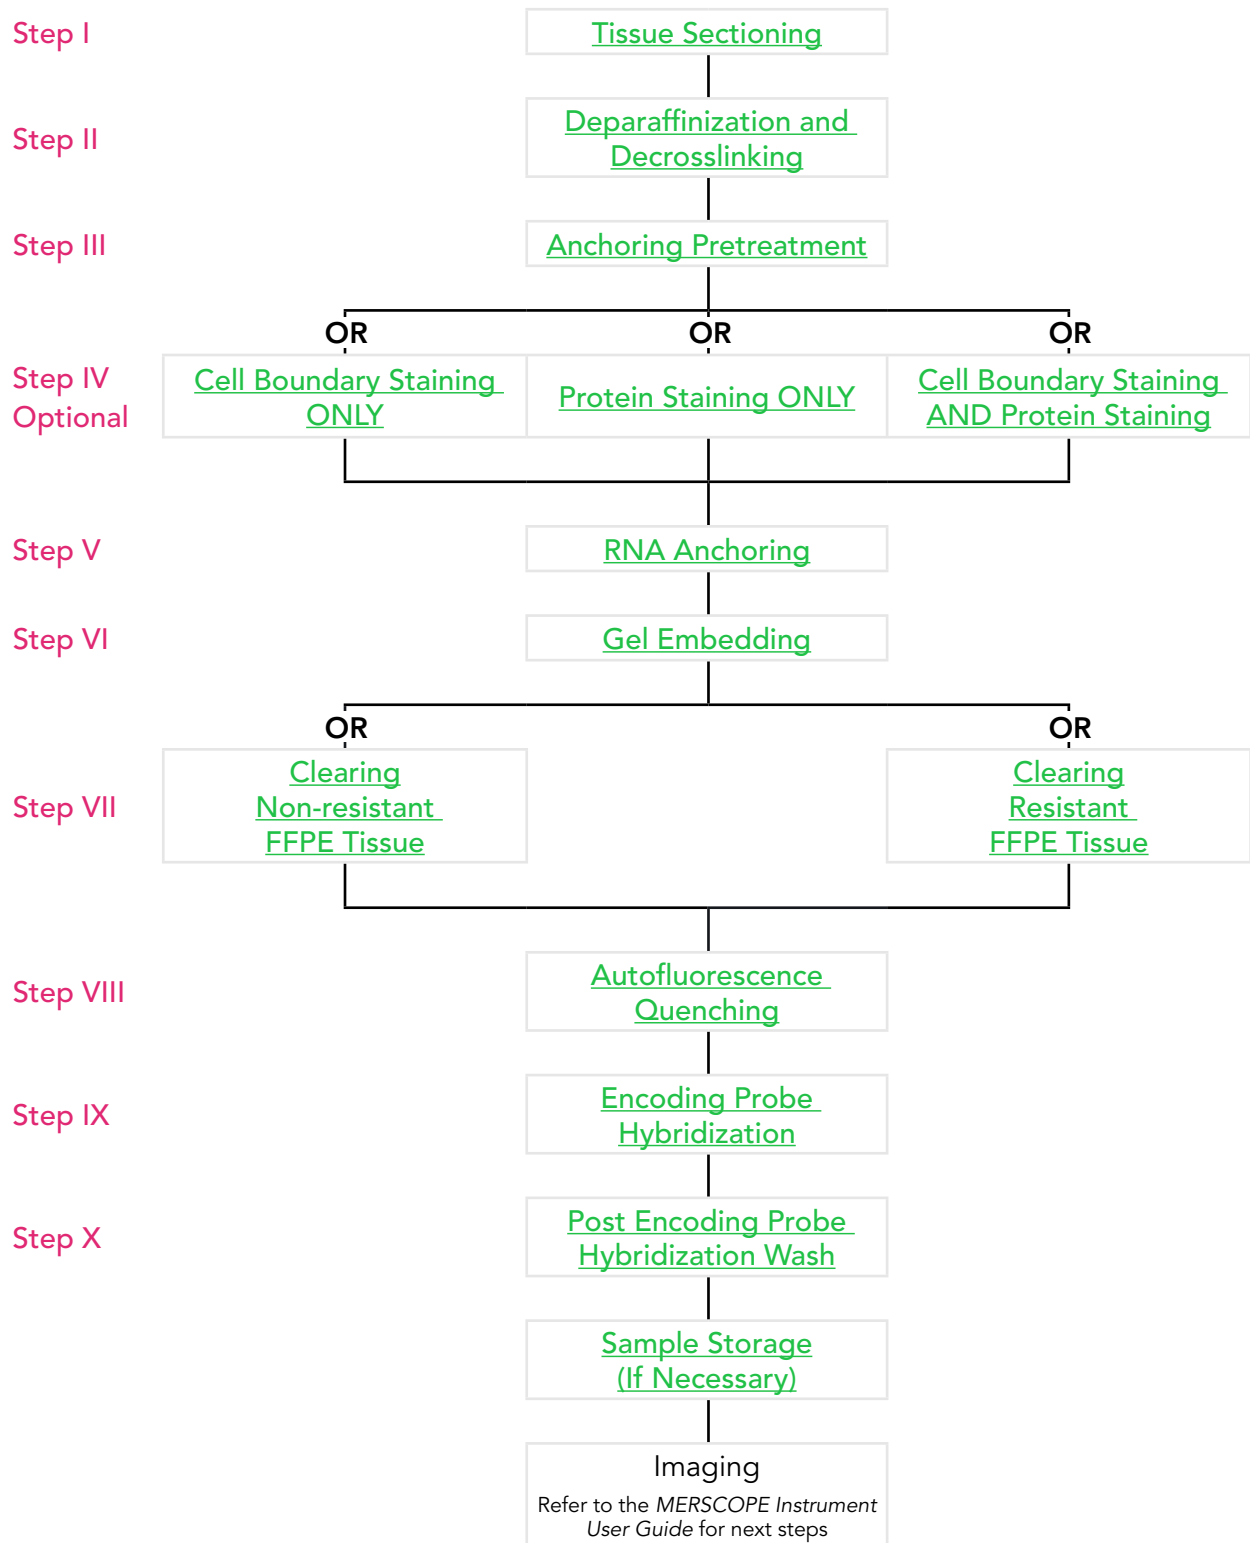 Step I
Tissue Sectioning
Step II
Deparaffinization and
Decrosslinking
Step III
Anchoring Pretreatment
OR
OR
OR
Step IV
Optional
Cell Boundary Staining
ONLY
Protein Staining ONLY
Cell Boundary Staining
AND Protein Staining
Step V
RNA Anchoring
Step VI
Gel Embedding
OR
OR
Step VII
Clearing
Non-resistant
FFPE Tissue
Clearing
Resistant
FFPE Tissue
Step VIII
Autofluorescence
Quenching
Step IX
Encoding Probe
Hybridization
Step X
Post Encoding Probe
Hybridization Wash
Sample Storage
(If Necessary)
Imaging
Refer to the MERSCOPE Instrument
User Guide for next steps